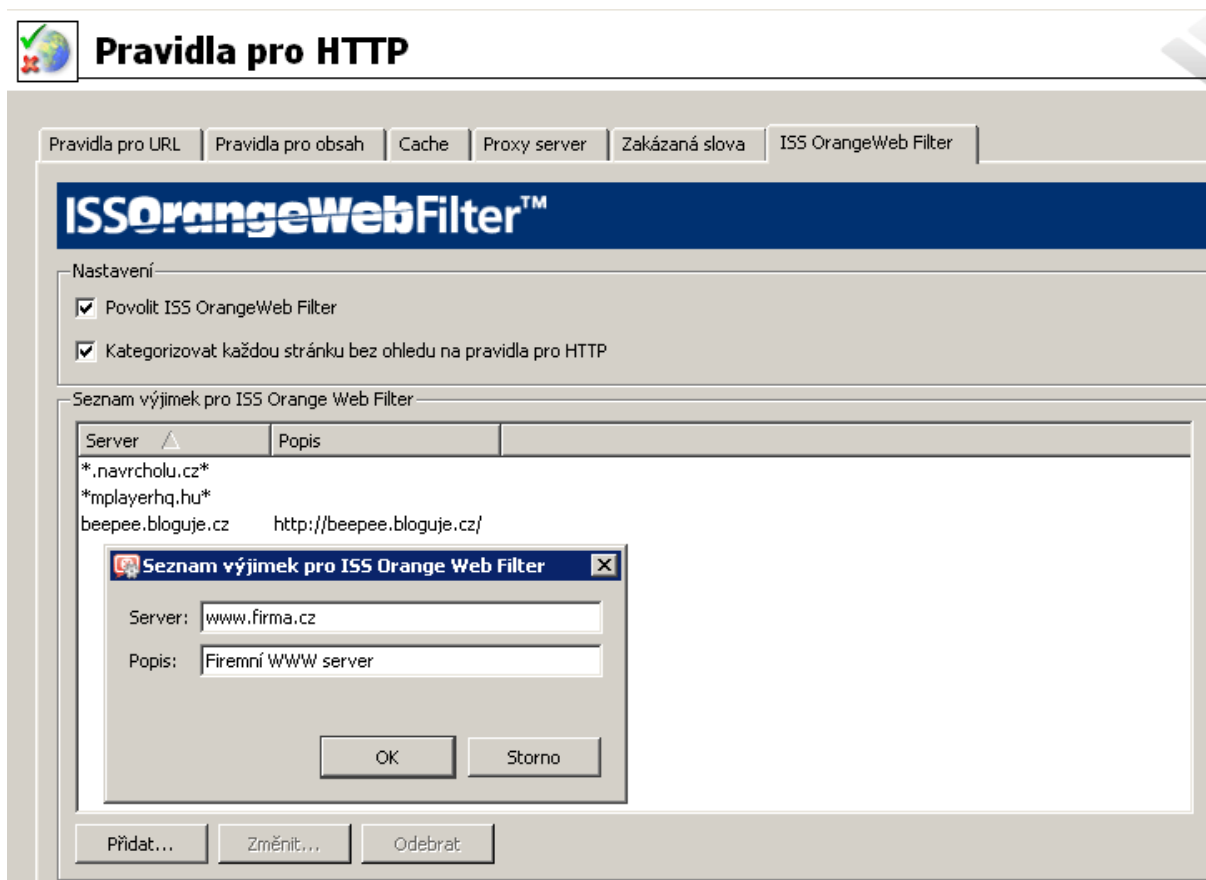 Pravidla pro HTTP
Pravidla pro URL Pravidla pro obsah Cache Proxy server Zakázaná slova ISS OrangeWeb Filter
ISSOrangeWebFilter™
Nastavení
Povolit ISS OrangeWeb Filter
Kategorizovat každou stránku bez ohledu na pravidla pro HTTP
Seznam výjimek pro ISS Orange Web Filter
Server Popis
*.navrcholu.cz*
*mplayerhq.hu*
beepee.bloguje.cz http://beepee.bloguje.cz/
Seznam výjimek pro ISS Orange Web Filter
Server: www.firma.cz
Popis: Firemní WWW server
OK Storno
Přidat... Změnit... Odebrat